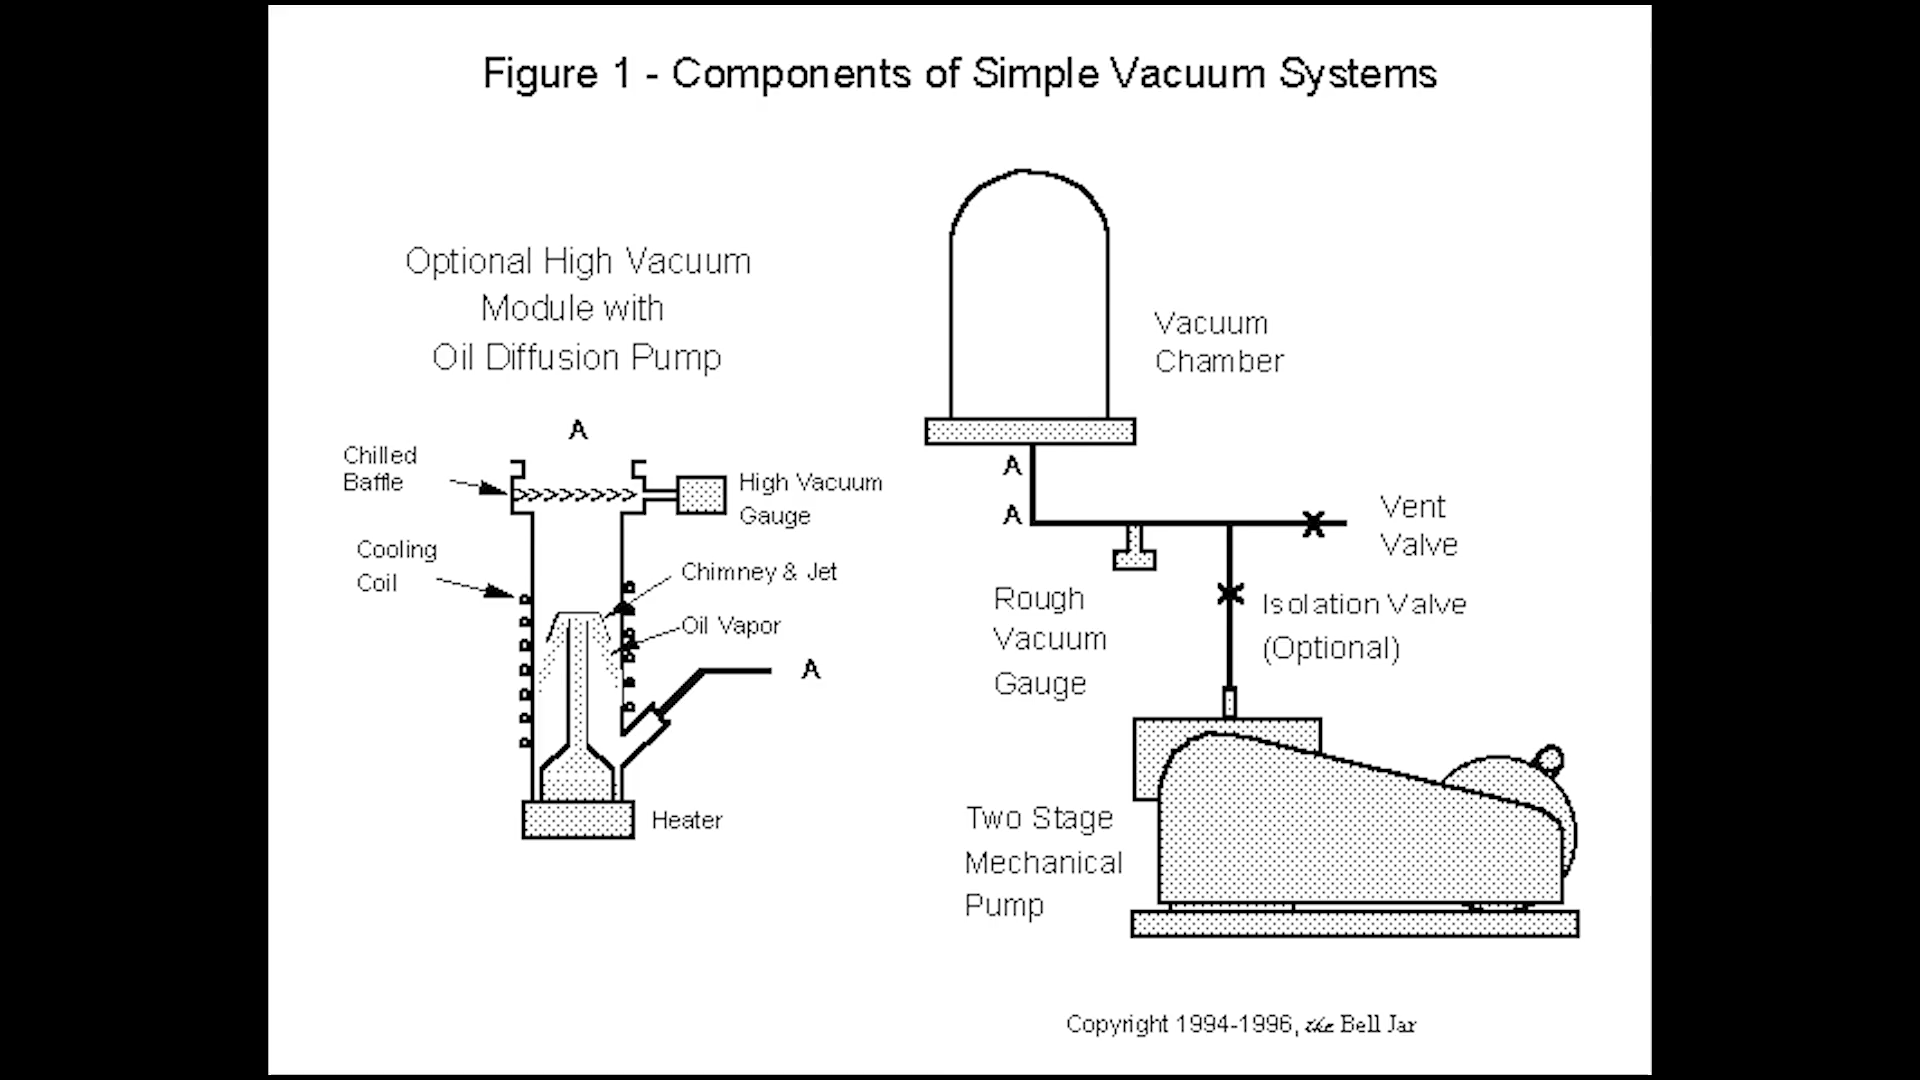 Figure 1 - Components of Simple Vacuum Systems
Optional High Vacuum
Module with
Oil Diffusion Pump
A
Chilled
Baffle
High Vacuum
Gauge
Cooling
Coil
Chimney & Jet
Oil Vapor
A
Heater
Vacuum
Chamber
A
A
Vent
Valve
Rough
Vacuum
Gauge
Isolation Valve
(Optional)
Two Stage
Mechanical
Pump
Copyright 1994-1996, the Bell Jar